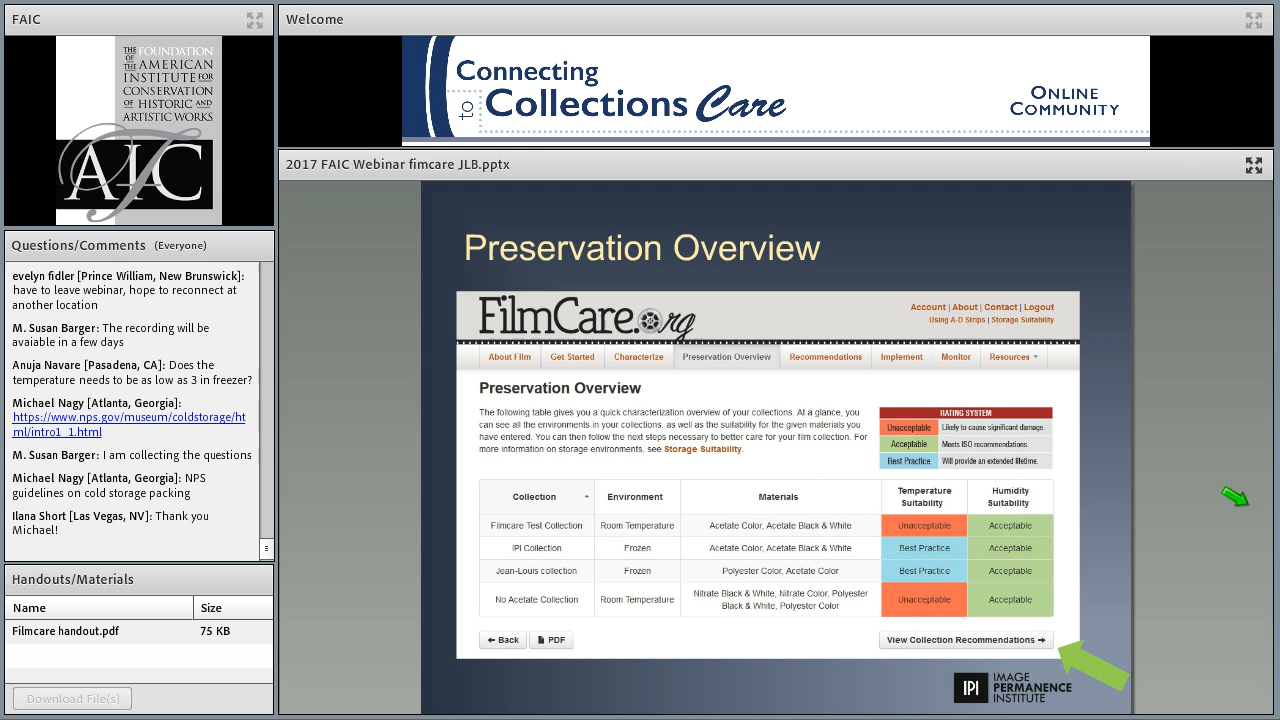 FAIC
THE FOUNDATION
OF THE AMERICAN
INSTITUTE FOR
CONSERVATION
OF HISTORIC AND
ARTISTIC WORKS
AIC
Welcome
Connecting
to Collections Care
ONLINE
COMMUNITY
Questions/Comments (Everyone)
evelyn fidler [Prince William, New Brunswick]:
have to leave webinar, hope to reconnect at
another location
M. Susan Barger: The recording will be
avaiable in a few days
Anuja Navare [Pasadena, CA]: Does the
temperature needs to be as low as 3 in freezer?
Michael Nagy [Atlanta, Georgia]:
https://www.nps.gov/museum/coldstorage/ht
ml/intro1_1.html
M. Susan Barger: I am collecting the questions
Michael Nagy [Atlanta, Georgia]: NPS
guidelines on cold storage packing
Ilana Short [Las Vegas, NV]: Thank you
Michael!
Handouts/Materials
Name Size
Filmcare handout.pdf 75 KB
Download File(s)
2017 FAIC Webinar fimcare JLB.pptx
Preservation Overview
FilmCare.org
Account | About | Contact | Logout
Using A-D Strips | Storage Suitability
About Film Get Started Characterize Preservation Overview Recommendations Implement Monitor Resources
Preservation Overview
The following table gives you a quick characterization overview of your collections. At a glance, you
can see all the environments in your collections, as well as the suitability for the given materials you
have entered. You can then follow the next steps necessary to better care for your film collection. For
more information on storage environments, see Storage Suitability.
RATING SYSTEM
Unacceptable Likely to cause significant damage.
Acceptable Meets ISO recommendations.
Best Practice Will provide an extended lifetime.
Collection Environment Materials Temperature Suitability Humidity Suitability
Filmcare Test Collection Room Temperature Acetate Color, Acetate Black & White Unacceptable Acceptable
IPI Collection Frozen Acetate Color, Acetate Black & White Best Practice Acceptable
Jean-Louis collection Frozen Polyester Color, Acetate Color Best Practice Acceptable
No Acetate Collection Room Temperature Nitrate Black & White, Nitrate Color, Polyester Black & White, Polyester Color Unacceptable Acceptable
Back PDF View Collection Recommendations
IPI
IMAGE
PERMANENCE
INSTITUTE